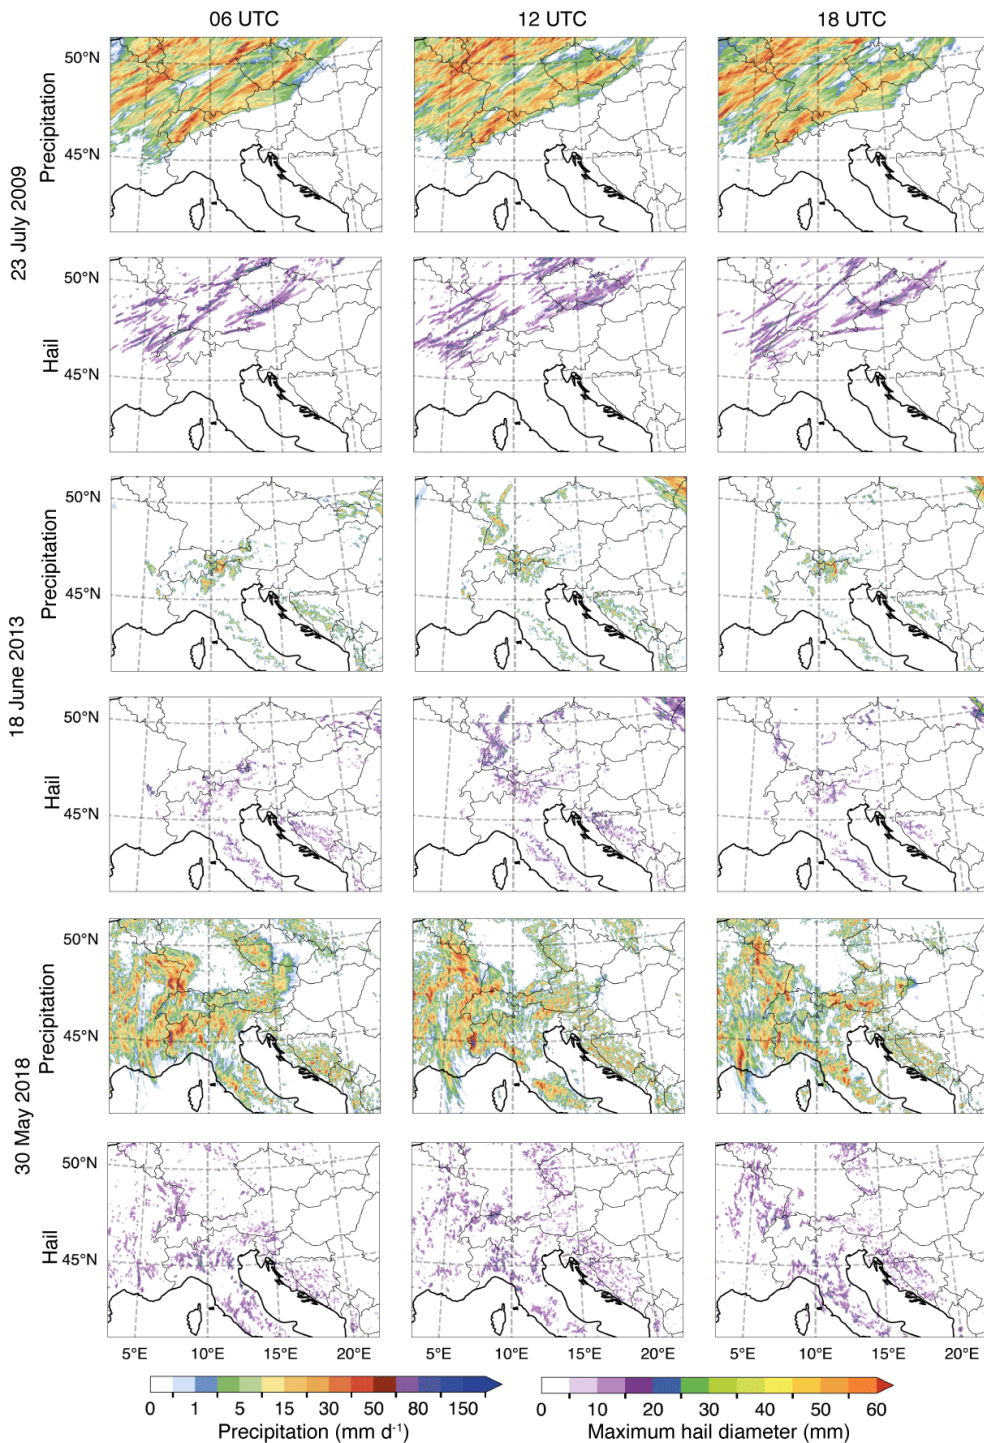 06 UTC 12 UTC 18 UTC
23 July 2009
Precipitation
50°N
45°N
Hail
50°N
45°N
18 June 2013
Precipitation
50°N
45°N
Hail
50°N
45°N
30 May 2018
Precipitation
50°N
45°N
Hail
50°N
45°N
5°E 10°E 15°E 20°E 5°E 10°E 15°E 20°E 5°E 10°E 15°E 20°E
0 1 5 15 30 50 80 150
Precipitation (mm d⁻¹)
0 10 20 30 40 50 60
Maximum hail diameter (mm)